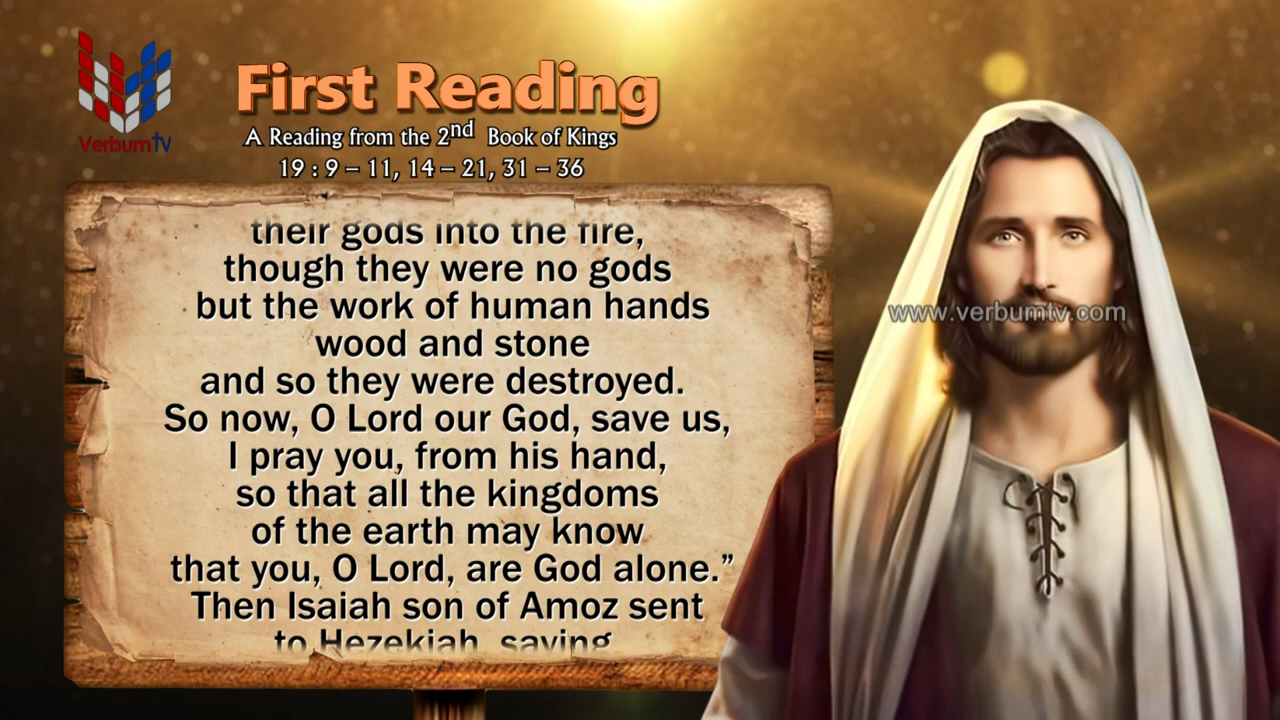 VerbumTV
First Reading
A Reading from the 2nd Book of Kings
19 : 9 – 11, 14 – 21, 31 – 36
their gods into the fire,
though they were no gods
but the work of human hands
wood and stone
and so they were destroyed.
So now, O Lord our God, save us,
I pray you, from his hand,
so that all the kingdoms
of the earth may know
that you, O Lord, are God alone.”
Then Isaiah son of Amoz sent
to Hezekiah, saying
www.verbumtv.com